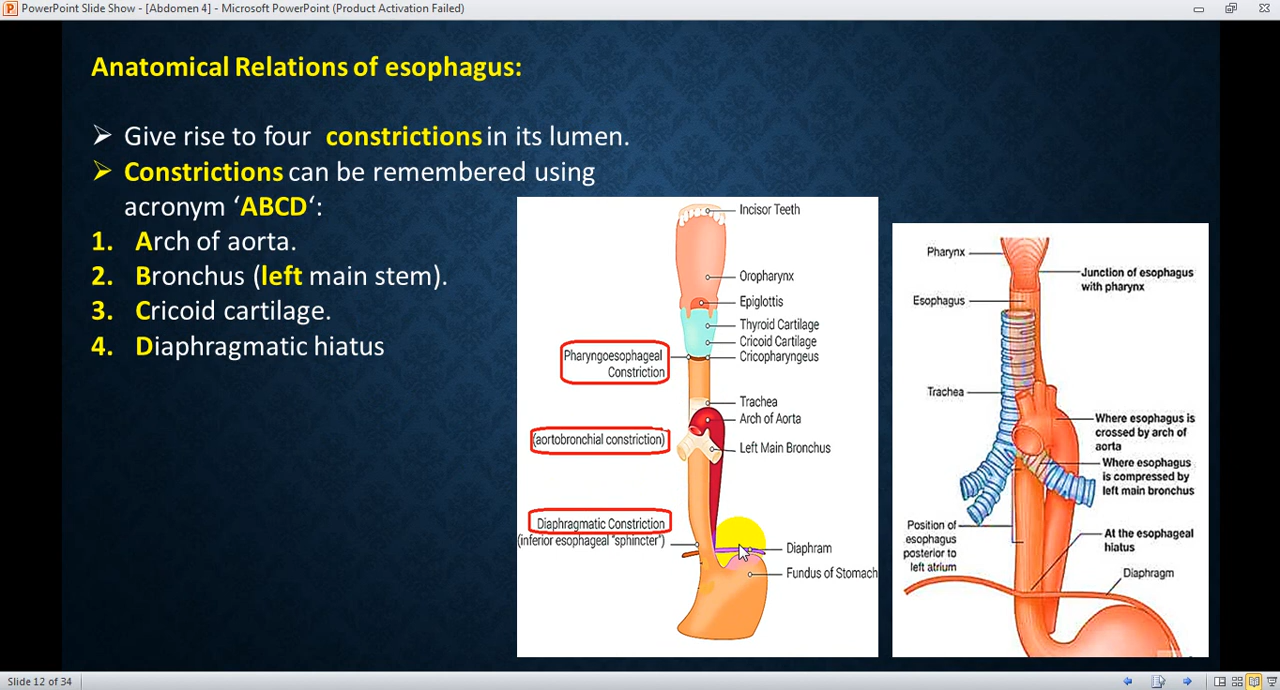 PowerPoint Slide Show - [Abdomen 4] - Microsoft PowerPoint (Product Activation Failed)
Anatomical Relations of esophagus:
➢ Give rise to four constrictions in its lumen.
➢ Constrictions can be remembered using
acronym ‘ABCD‘:
1. Arch of aorta.
2. Bronchus (left main stem).
3. Cricoid cartilage.
4. Diaphragmatic hiatus
Incisor Teeth
Oropharynx
Epiglottis
Thyroid Cartilage
Cricoid Cartilage
Cricopharyngeus
Pharyngoesophageal
Constriction
Trachea
Arch of Aorta
(aortobronchial constriction)
Left Main Bronchus
Diaphragmatic Constriction
(inferior esophageal "sphincter")
Diaphram
Fundus of Stomach
Pharynx
Junction of esophagus
with pharynx
Esophagus
Trachea
Where esophagus is
crossed by arch of
aorta
Where esophagus
is compressed by
left main bronchus
Position of
esophagus
posterior to
left atrium
At the esophageal
hiatus
Diaphragm
Slide 12 of 34